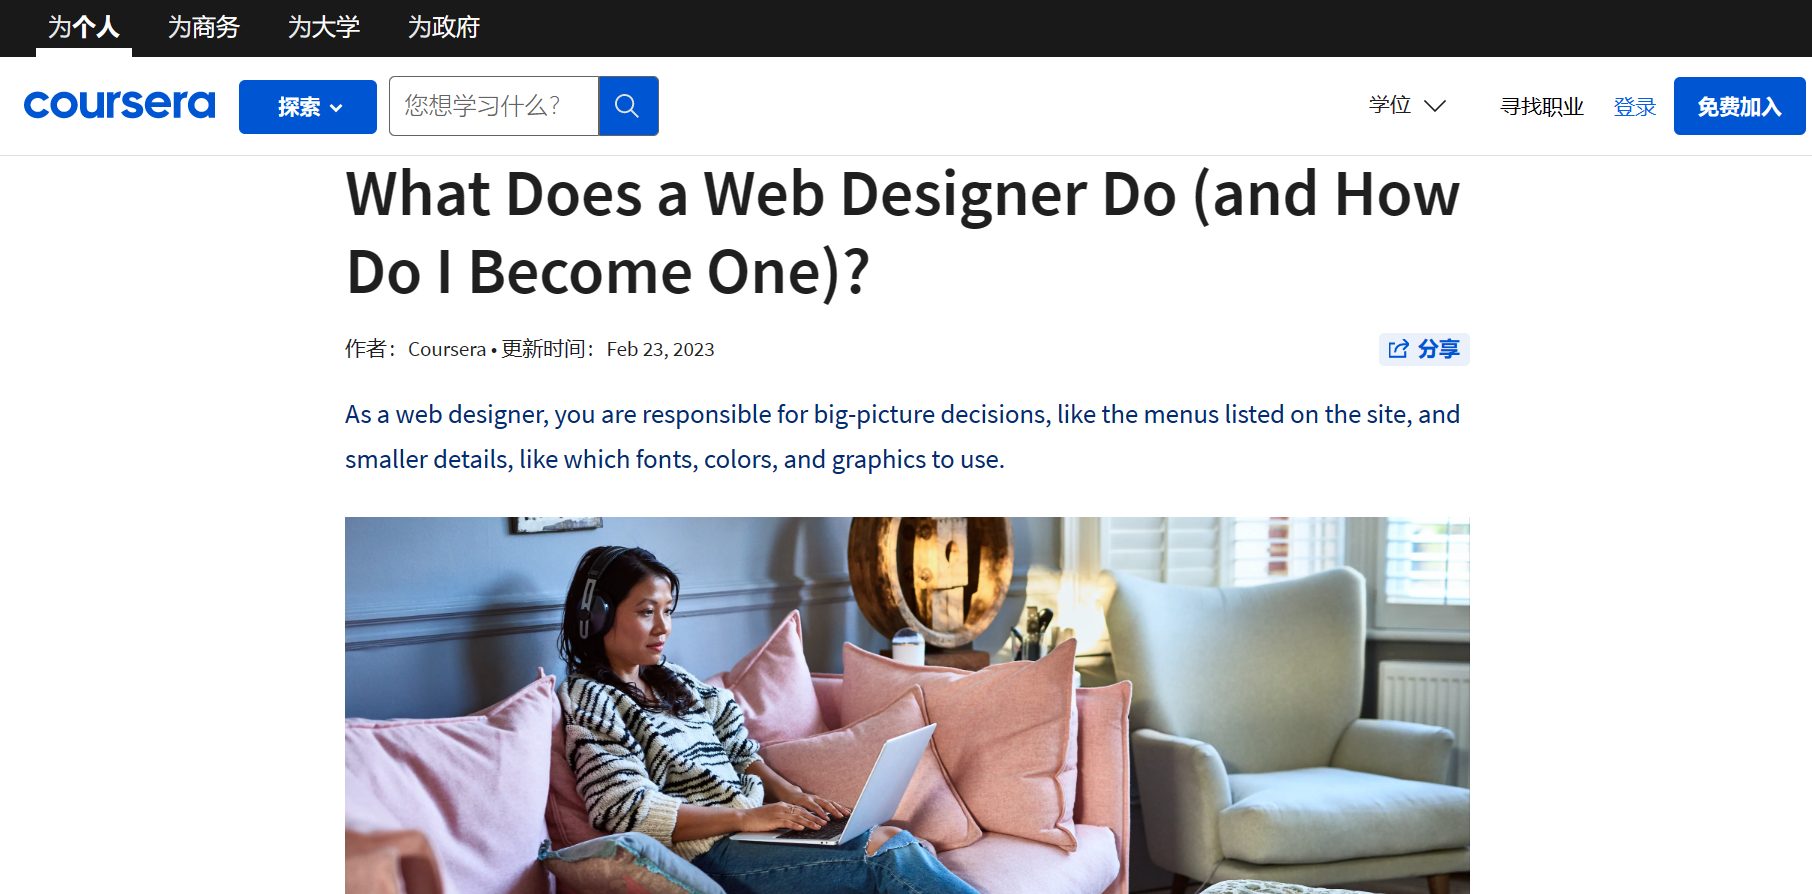 为个人 为商务 为大学 为政府
coursera 探索 您想学习什么？ 学位 寻找职业 登录 免费加入
What Does a Web Designer Do (and How
Do I Become One)?
作者：Coursera • 更新时间：Feb 23, 2023 分享
As a web designer, you are responsible for big-picture decisions, like the menus listed on the site, and
smaller details, like which fonts, colors, and graphics to use.